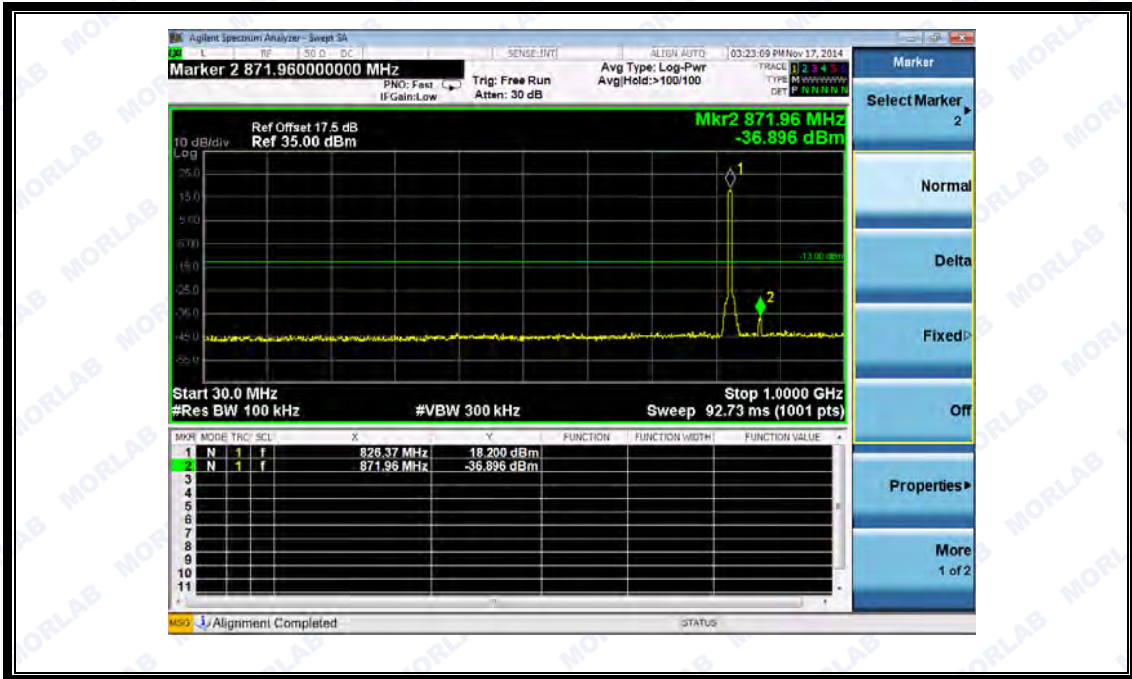 Agilent Spectrum Analyzer - Swept SA
L RF 50 Ω DC SENSE:INT ALIGN AUTO 03:23:09 PM Nov 17, 2014
Marker 2 871.960000000 MHz
PNO: Fast
IFGain:Low
Trig: Free Run
Atten: 30 dB
Avg Type: Log-Pwr
Avg|Hold:>100/100
TRACE 1 2 3 4 5 6
TYPE M
DET P N N N N N
Ref Offset 17.5 dB
Ref 35.00 dBm
10 dB/div
Log
Mkr2 871.96 MHz
-36.896 dBm
25.0
15.0
5.00
-5.00
-15.0
-25.0
-35.0
-45.0
-55.0
1
2
-13.00 dBm
Start 30.0 MHz
Stop 1.0000 GHz
#Res BW 100 kHz
#VBW 300 kHz
Sweep 92.73 ms (1001 pts)
MKR MODE TRC SCL X Y FUNCTION FUNCTION WIDTH FUNCTION VALUE
1 N 1 f 826.37 MHz 18.200 dBm
2 N 1 f 871.96 MHz -36.896 dBm
3
4
5
6
7
8
9
10
11
MSG Alignment Completed STATUS
Marker
Select Marker
2
Normal
Delta
Fixed
Off
Properties
More
1 of 2
MORLAB